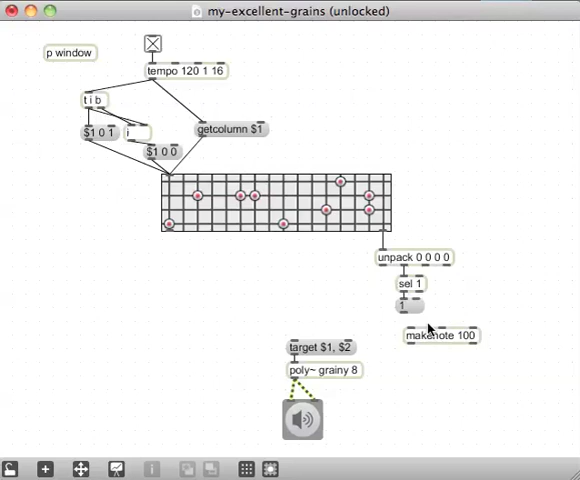 my-excellent-grains (unlocked)
p window
tempo 120 1 16
t i b
$1 0 1
i
getcolumn $1
$1 0 0
unpack 0 0 0 0
sel 1
1
makenote 100
target $1, $2
poly~ grainy 8
i